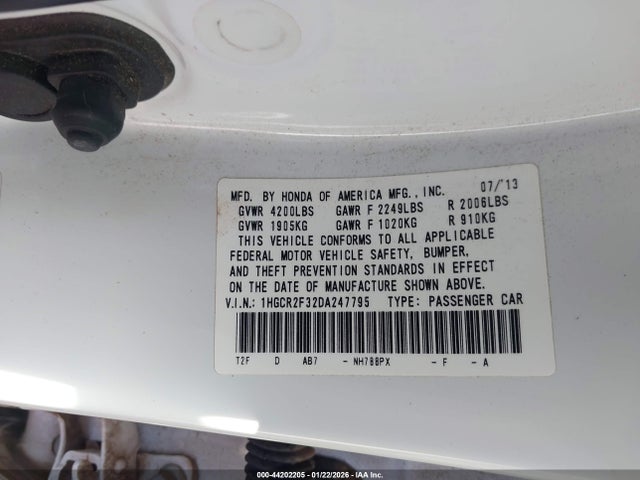 MFD. BY HONDA OF AMERICA MFG., INC. 07/'13
GVWR 4200LBS GAWR F 2249LBS R 2006LBS
GVWR 1905KG GAWR F 1020KG R 910KG
THIS VEHICLE CONFORMS TO ALL APPLICABLE
FEDERAL MOTOR VEHICLE SAFETY, BUMPER,
AND THEFT PREVENTION STANDARDS IN EFFECT
ON THE DATE OF MANUFACTURE SHOWN ABOVE.
V.I.N.: 1HGCR2F32DA247795 TYPE: PASSENGER CAR
T2F D AB7 - NH788PX - F - A
000-44202205 - 01/22/2026 - IAA Inc.